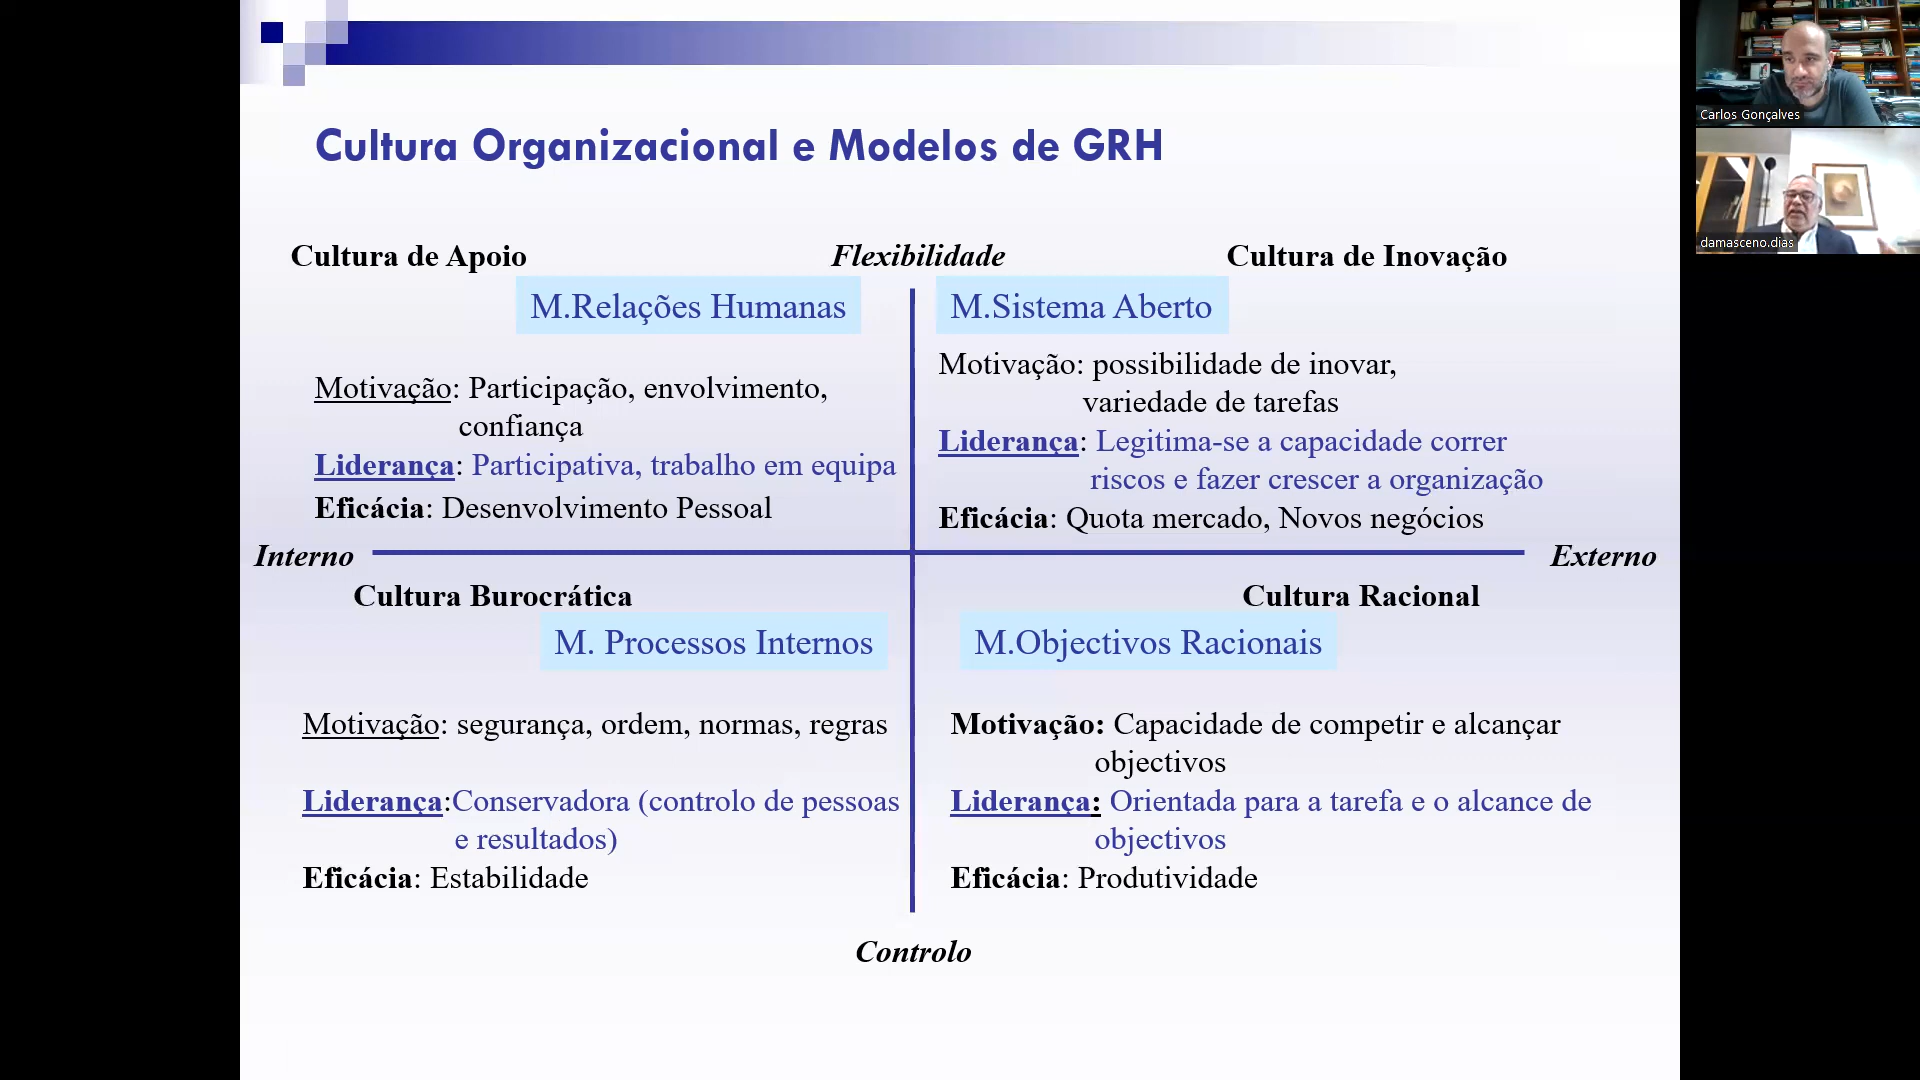 Cultura Organizacional e Modelos de GRH
Cultura de Apoio
Flexibilidade
Cultura de Inovação
M.Relações Humanas
M.Sistema Aberto
Motivação: Participação, envolvimento,
confiança
Liderança: Participativa, trabalho em equipa
Eficácia: Desenvolvimento Pessoal
Motivação: possibilidade de inovar,
variedade de tarefas
Liderança: Legitima-se a capacidade correr
riscos e fazer crescer a organização
Eficácia: Quota mercado, Novos negócios
Interno
Externo
Cultura Burocrática
Cultura Racional
M. Processos Internos
M.Objectivos Racionais
Motivação: segurança, ordem, normas, regras
Liderança:Conservadora (controlo de pessoas
e resultados)
Eficácia: Estabilidade
Motivação: Capacidade de competir e alcançar
objectivos
Liderança: Orientada para a tarefa e o alcance de
objectivos
Eficácia: Produtividade
Controlo
Carlos Gonçalves
damasceno.dias